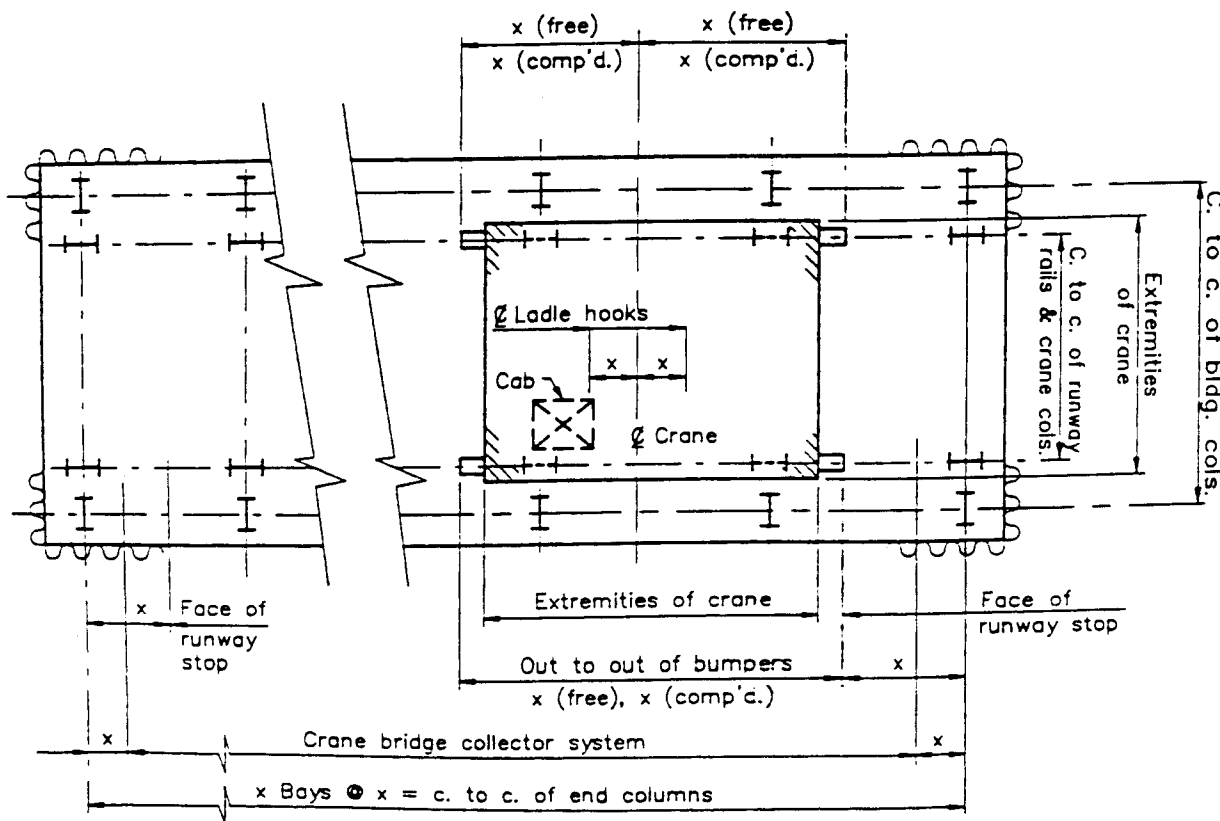 x (free)
x (comp'd.)
x (free)
x (comp'd.)
C. to c. of bldg. cols.
Extremities
of crane
C. to c. of runway
rails & crane cols.
℄ Ladle hooks
x
x
Cab
℄ Crane
x
Face of
runway
stop
Extremities of crane
Face of
runway stop
Out to out of bumpers
x (free), x (comp'd.)
x
x
Crane bridge collector system
x
x Bays @ x = c. to c. of end columns